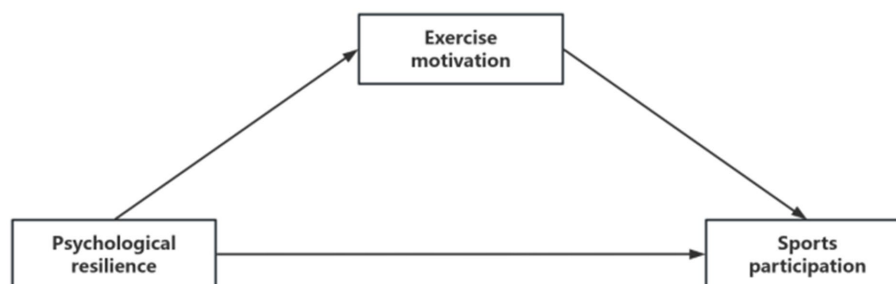 Exercise
motivation
Psychological
resilience
Sports
participation